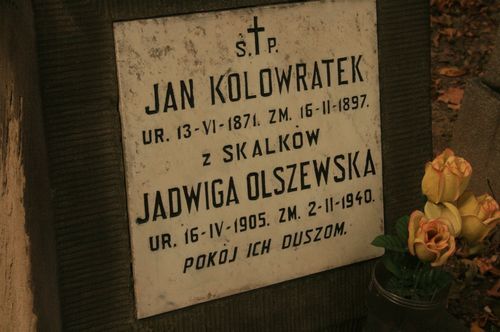 Ś. P.
JAN KOLOWRATEK
UR. 13-VI-1871. ZM. 16-II-1897.
Z SKALKÓW
JADWIGA OLSZEWSKA
UR. 16-IV-1905. ZM. 2-II-1940.
POKÓJ ICH DUSZOM.